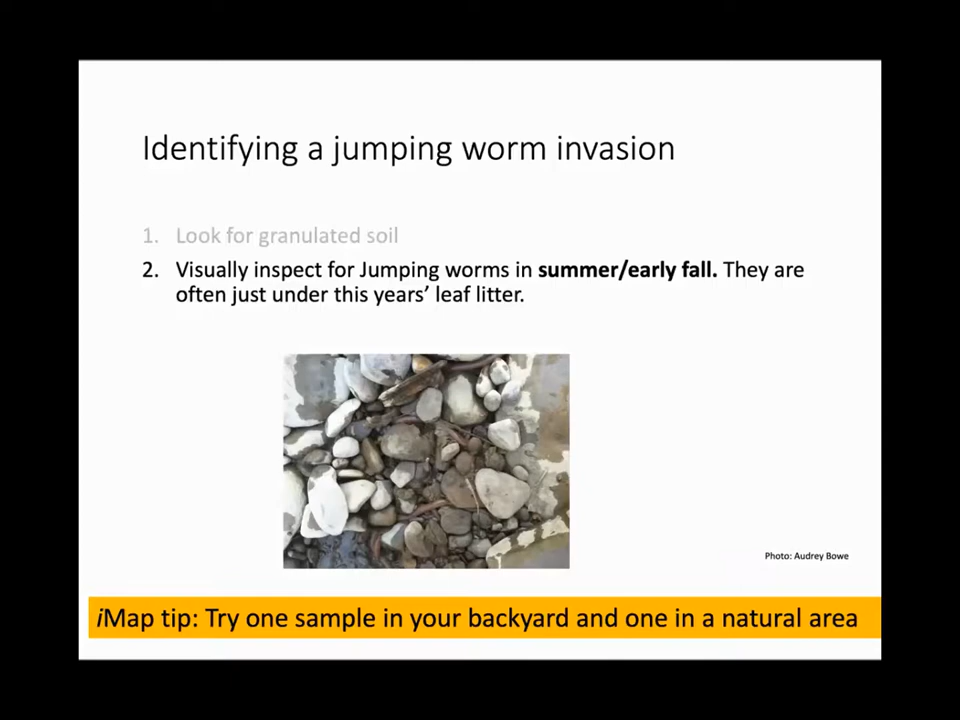 Identifying a jumping worm invasion
1. Look for granulated soil
2. Visually inspect for Jumping worms in summer/early fall. They are
often just under this years’ leaf litter.
Photo: Audrey Bowe
iMap tip: Try one sample in your backyard and one in a natural area